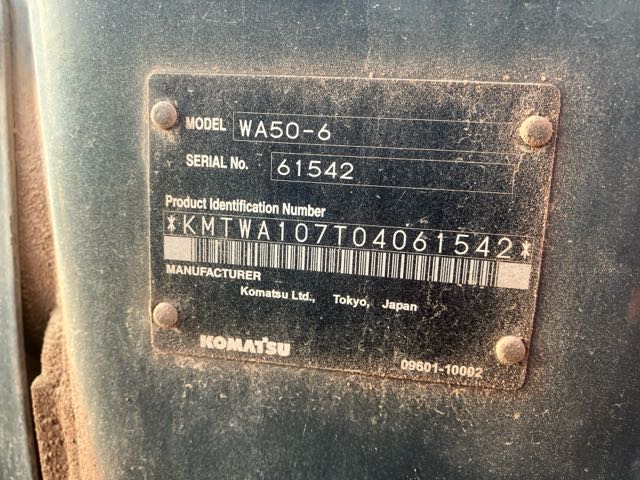 MODEL WA50-6
SERIAL No. 61542
Product Identification Number
*KMTWA107T04061542*
MANUFACTURER
Komatsu Ltd., Tokyo, Japan
KOMATSU
09601-10002